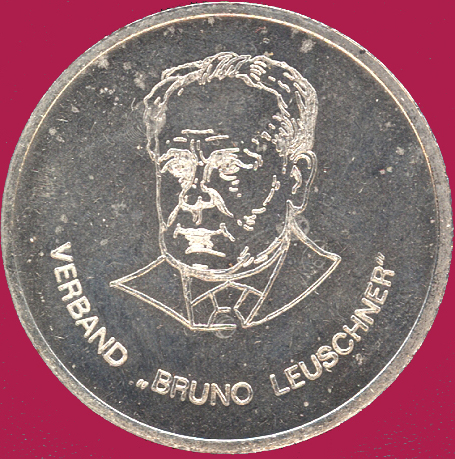 VERBAND „BRUNO LEUSCHNER“